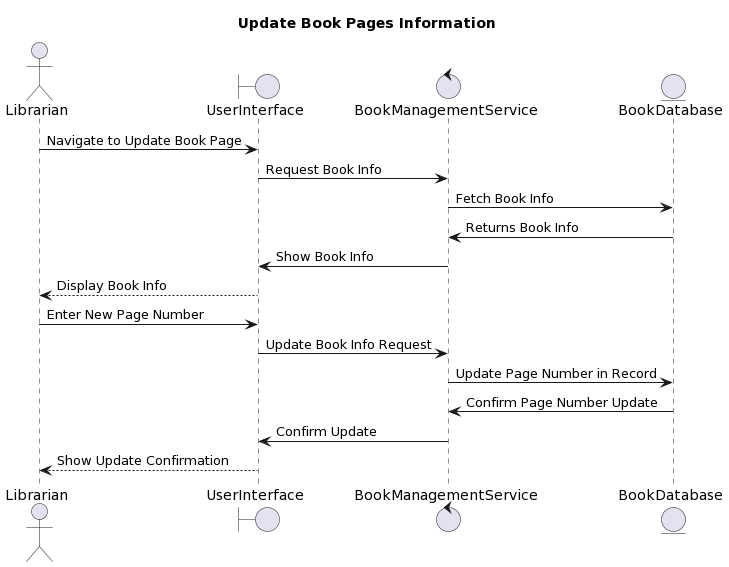 Update Book Pages Information
Librarian
UserInterface
BookManagementService
BookDatabase
Navigate to Update Book Page
Request Book Info
Fetch Book Info
Returns Book Info
Show Book Info
Display Book Info
Enter New Page Number
Update Book Info Request
Update Page Number in Record
Confirm Page Number Update
Confirm Update
Show Update Confirmation
Librarian
UserInterface
BookManagementService
BookDatabase